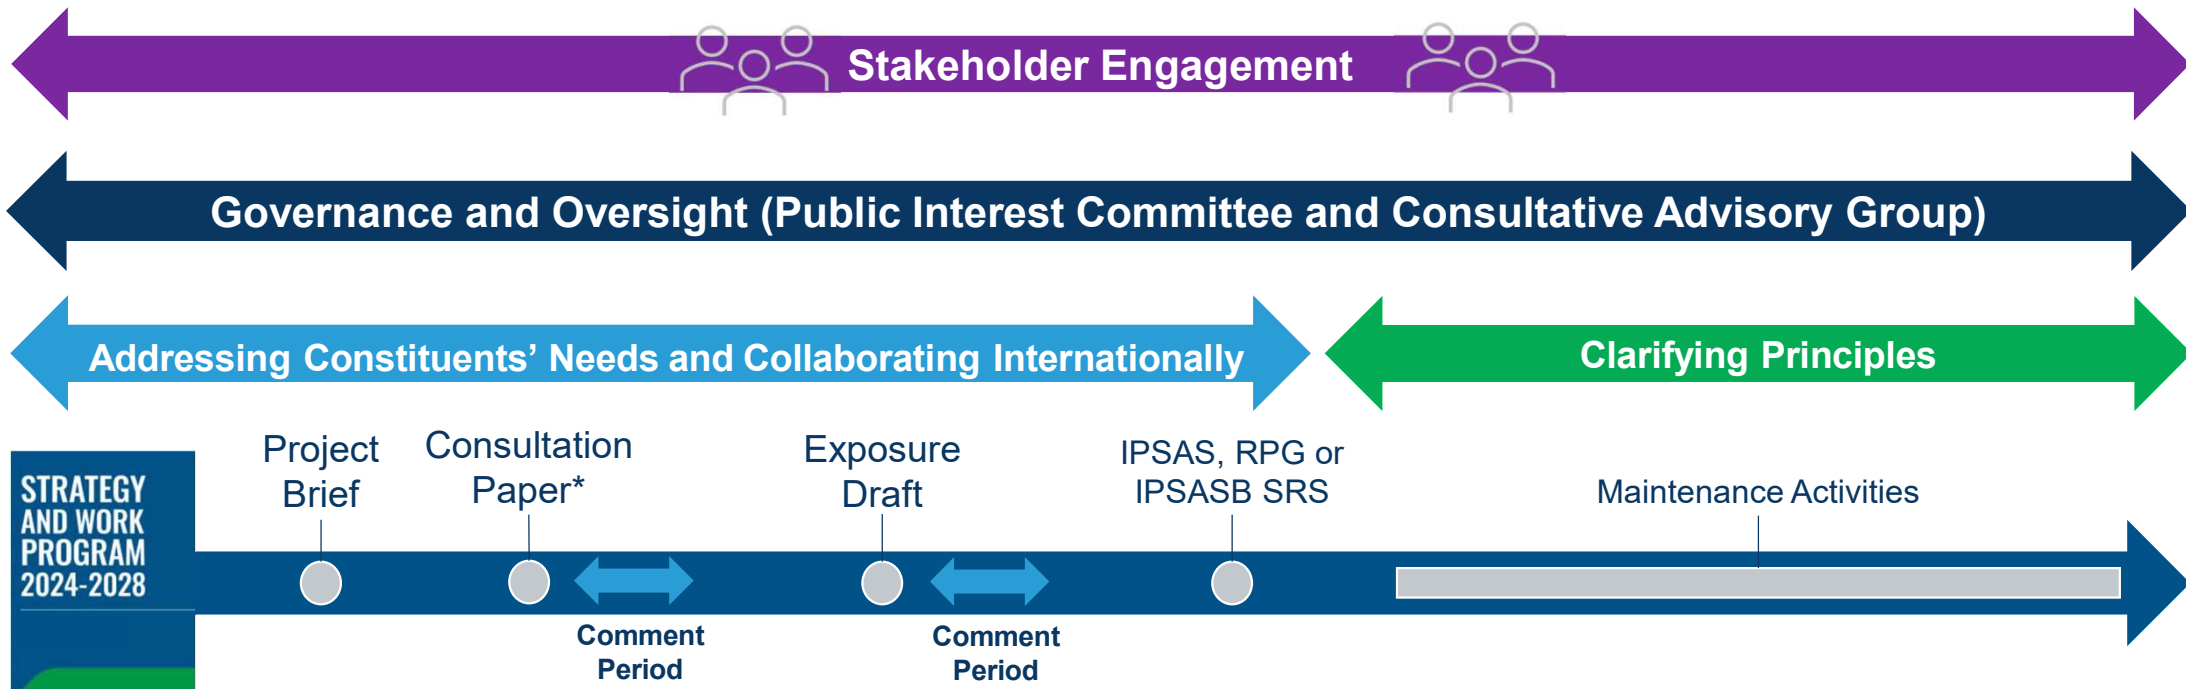 Stakeholder Engagement
Governance and Oversight (Public Interest Committee and Consultative Advisory Group)
Addressing Constituents’ Needs and Collaborating Internationally
Clarifying Principles
STRATEGY
AND WORK
PROGRAM
2024-2028
Project
Brief
Consultation
Paper*
Comment
Period
Exposure
Draft
Comment
Period
IPSAS, RPG or
IPSASB SRS
Maintenance Activities